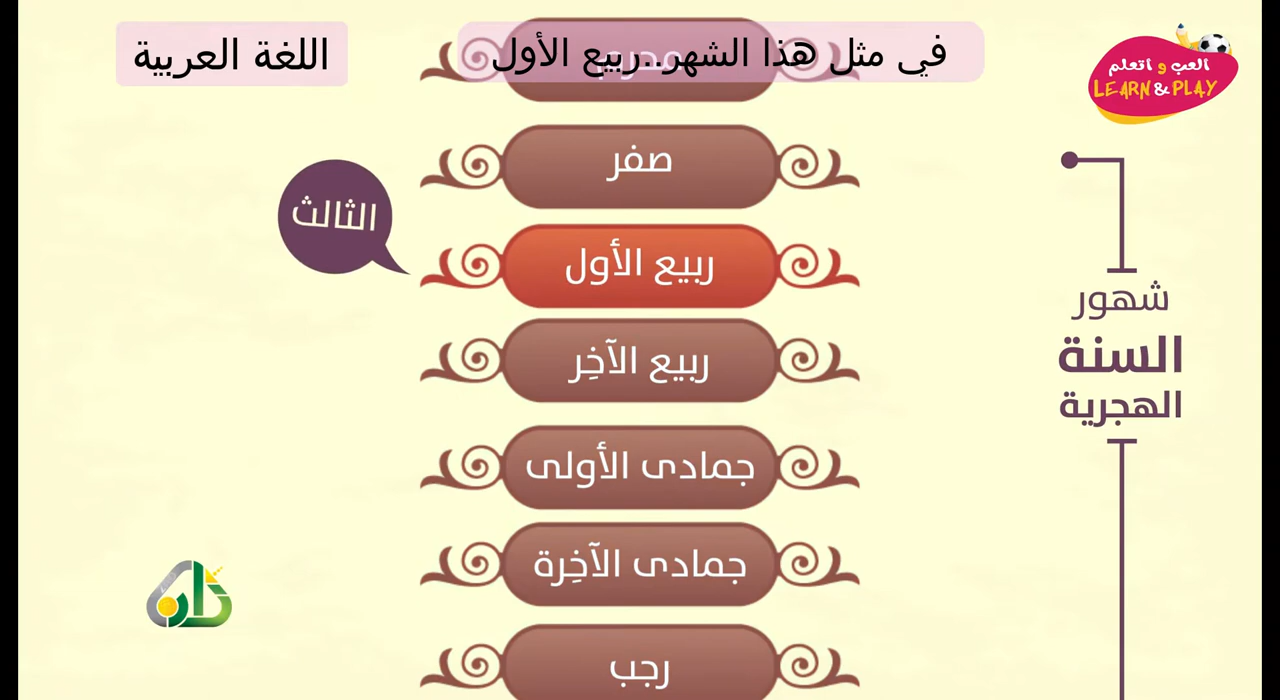 في مثل هذا الشهر..ربيع الأول
اللغة العربية
العب و اتعلم
LEARN & PLAY
محرم
صفر
الثالث
ربيع الأول
ربيع الآخِر
جمادى الأولى
جمادى الآخِرة
رجب
شهور
السنة
الهجرية